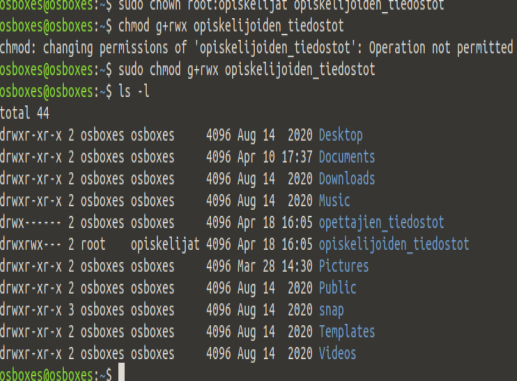 osboxes@osboxes:~$ sudo chown root:opiskelijat opiskelijoiden_tiedostot
osboxes@osboxes:~$ chmod g+rwx opiskelijoiden_tiedostot
chmod: changing permissions of 'opiskelijoiden_tiedostot': Operation not permitted
osboxes@osboxes:~$ sudo chmod g+rwx opiskelijoiden_tiedostot
osboxes@osboxes:~$ ls -l
total 44
drwxr-xr-x 2 osboxes osboxes     4096 Aug 14  2020 Desktop
drwxr-xr-x 2 osboxes osboxes     4096 Apr 10 17:37 Documents
drwxr-xr-x 2 osboxes osboxes     4096 Aug 14  2020 Downloads
drwxr-xr-x 2 osboxes osboxes     4096 Aug 14  2020 Music
drwx------ 2 osboxes osboxes     4096 Apr 18 16:05 opettajien_tiedostot
drwxrwx--- 2 root    opiskelijat 4096 Apr 18 16:05 opiskelijoiden_tiedostot
drwxr-xr-x 2 osboxes osboxes     4096 Mar 28 14:30 Pictures
drwxr-xr-x 2 osboxes osboxes     4096 Aug 14  2020 Public
drwxr-xr-x 3 osboxes osboxes     4096 Aug 14  2020 snap
drwxr-xr-x 2 osboxes osboxes     4096 Aug 14  2020 Templates
drwxr-xr-x 2 osboxes osboxes     4096 Aug 14  2020 Videos
osboxes@osboxes:~$